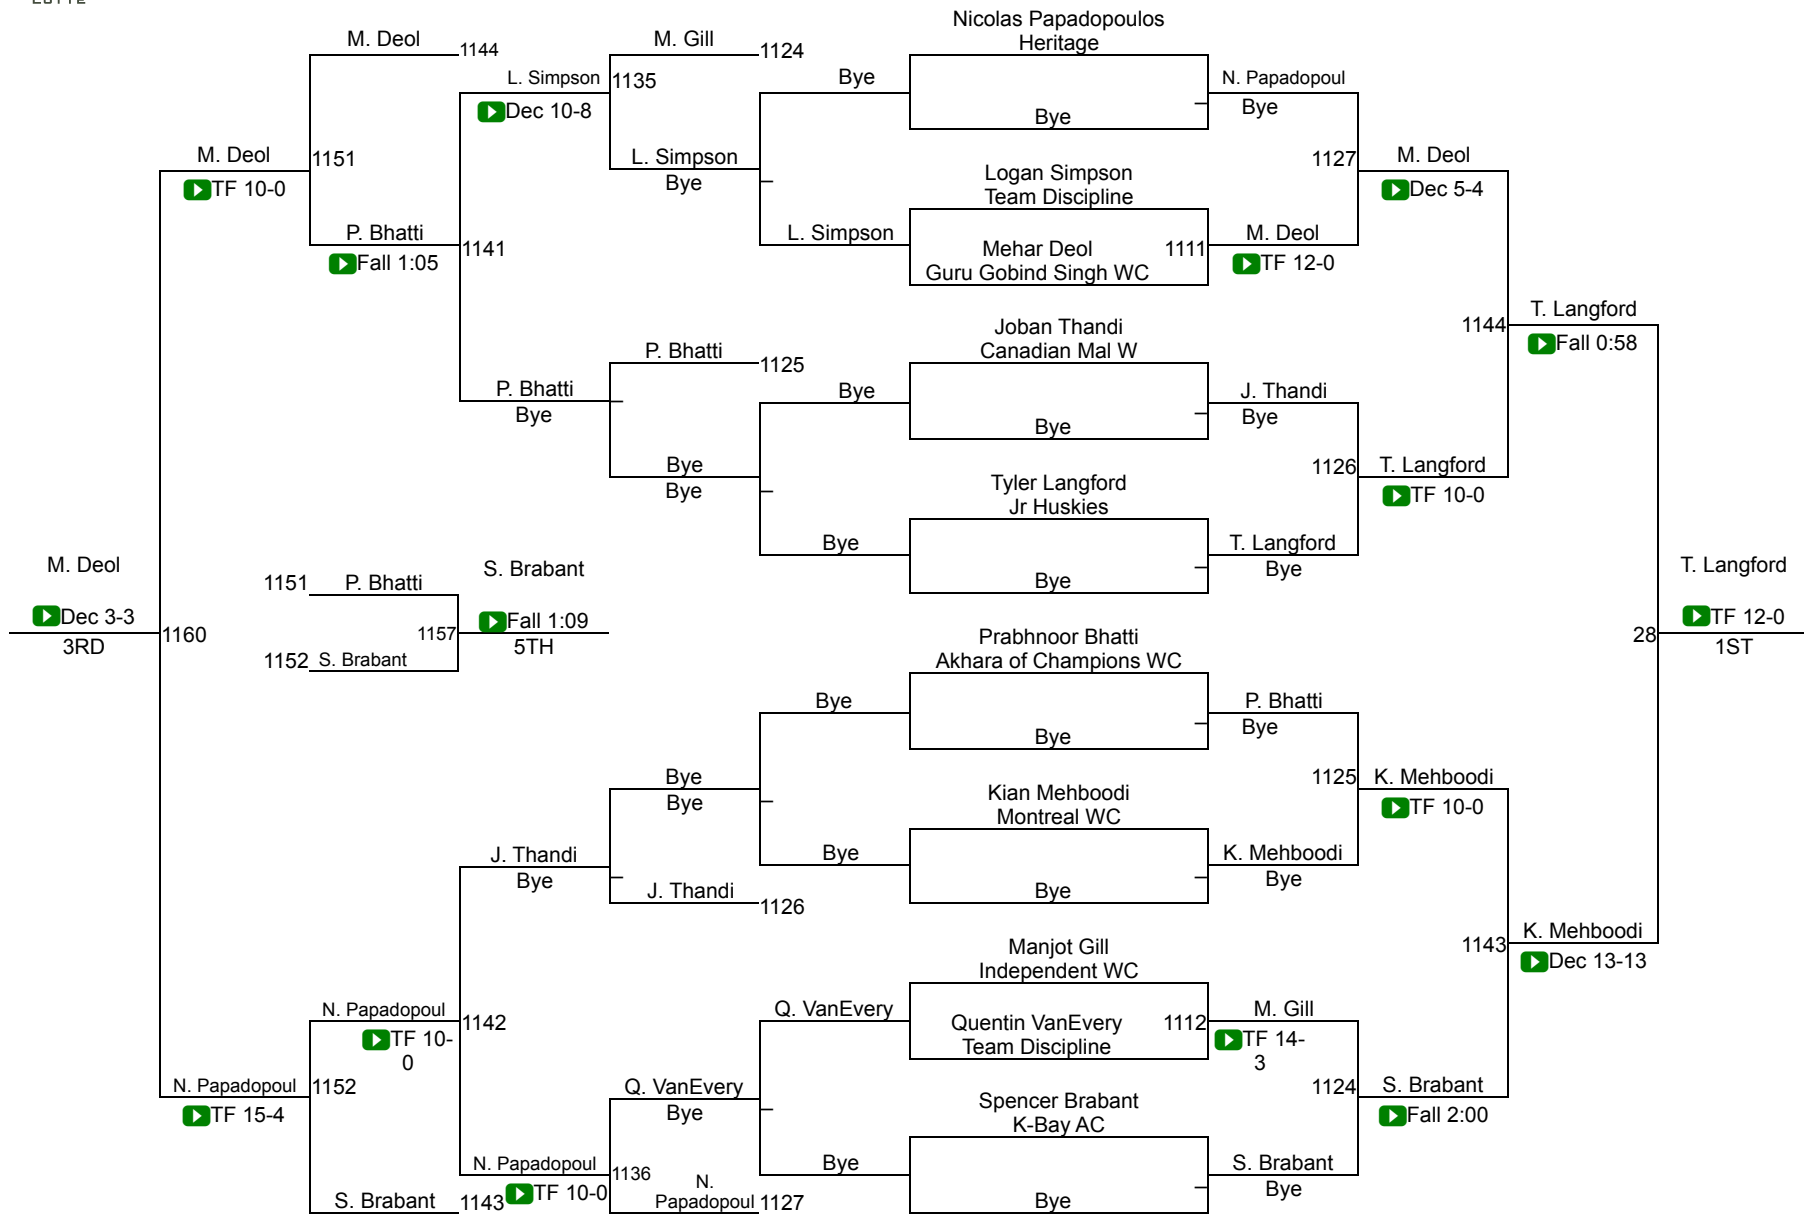 M. Deol
1144
M. Gill
1124
Nicolas Papadopoulos
Heritage
L. Simpson
1135
Bye
N. Papadopoul
Dec 10-8
Bye
Bye
M. Deol
1151
L. Simpson
1127
M. Deol
TF 10-0
Bye
Logan Simpson
Team Discipline
Dec 5-4
P. Bhatti
1141
L. Simpson
Mehar Deol
Guru Gobind Singh WC
1111
M. Deol
Fall 1:05
TF 12-0
T. Langford
Joban Thandi
Canadian Mal W
1144
Fall 0:58
P. Bhatti
1125
P. Bhatti
Bye
Bye
J. Thandi
Bye
Bye
Bye
Bye
1126
T. Langford
Tyler Langford
Jr Huskies
TF 10-0
M. Deol
S. Brabant
Bye
T. Langford
T. Langford
1151
P. Bhatti
Bye
Bye
Dec 3-3
Fall 1:09
TF 12-0
3RD
1160
1157
5TH
Prabhnoor Bhatti
Akhara of Champions WC
28
1ST
1152
S. Brabant
Bye
P. Bhatti
Bye
Bye
Bye
Bye
Kian Mehboodi
Montreal WC
1125
K. Mehboodi
TF 10-0
J. Thandi
Bye
K. Mehboodi
Bye
Bye
Bye
J. Thandi
1126
K. Mehboodi
Manjot Gill
Independent WC
1143
Dec 13-13
N. Papadopoul
1142
Q. VanEvery
Quentin VanEvery
Team Discipline
1112
M. Gill
TF 10-
0
TF 14-
3
N. Papadopoul
1152
Q. VanEvery
1124
S. Brabant
TF 15-4
Bye
Spencer Brabant
K-Bay AC
Fall 2:00
N. Papadopoul
1136
Bye
S. Brabant
TF 10-0
N.
Papadopoul
1127
Bye
Bye
S. Brabant
1143